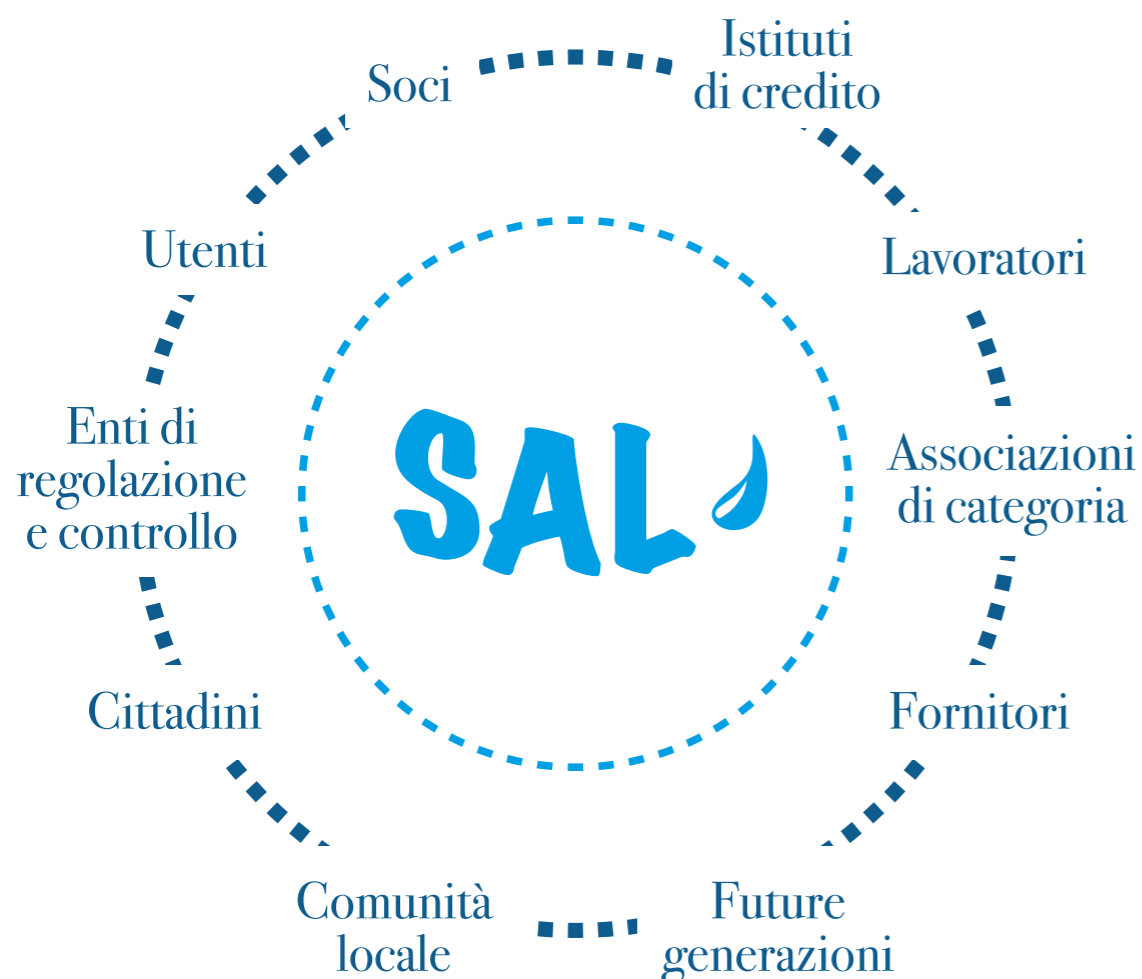 Soci
Istituti
di credito
Utenti
Lavoratori
Enti di
regolazione
e controllo
SAL
Associazioni
di categoria
Cittadini
Fornitori
Comunità
locale
Future
generazioni